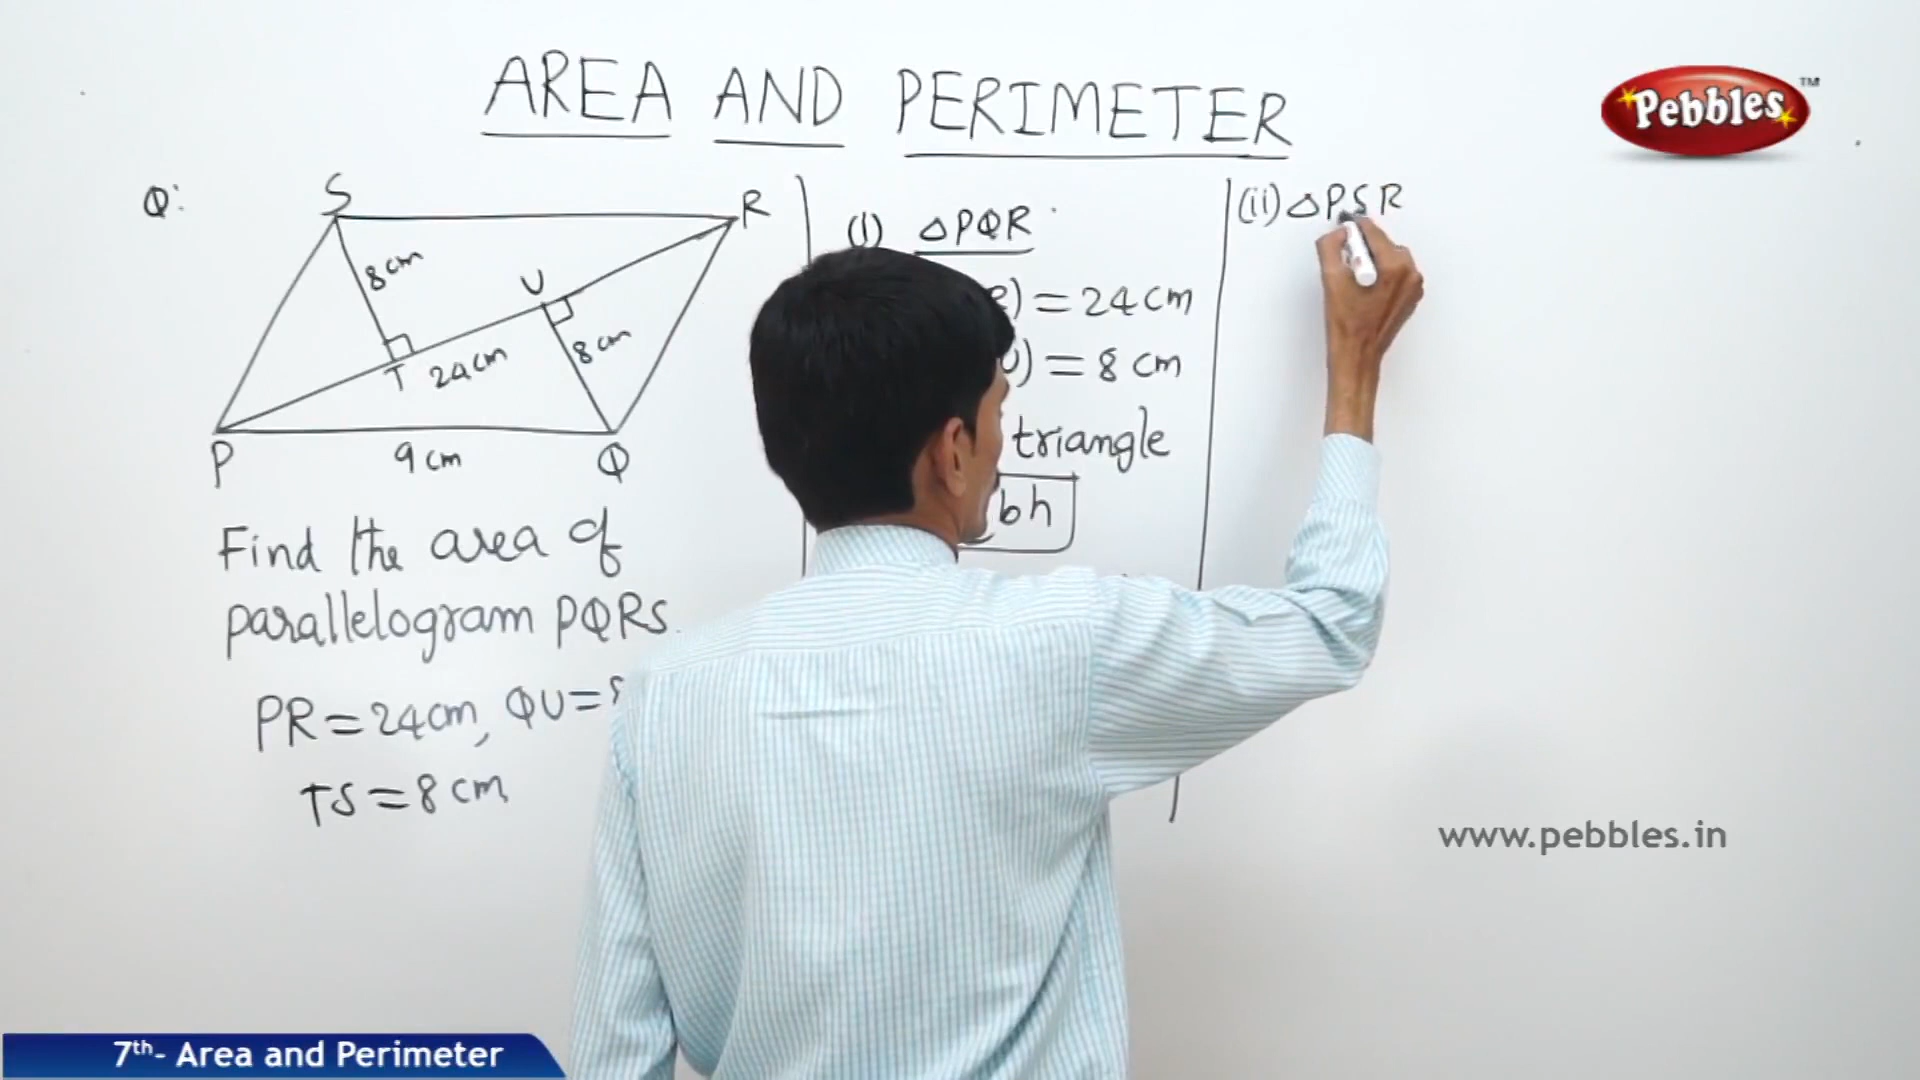 AREA AND PERIMETER
Pebbles™
Q:
S
R
8 cm
U
8 cm
T
24 cm
P
9 cm
Q
Find the area of
parallelogram PQRS.
PR = 24 cm, QU =
TS = 8 cm
(i) △PQR
) = 24 cm
) = 8 cm
triangle
bh
(ii) △PSR
www.pebbles.in
7th- Area and Perimeter